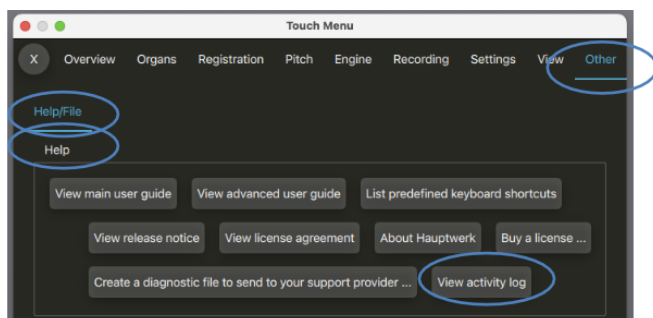 Touch Menu
X Overview Organs Registration Pitch Engine Recording Settings View Other
Help/File
Help
View main user guide View advanced user guide List predefined keyboard shortcuts
View release notice View license agreement About Hauptwerk Buy a license ...
Create a diagnostic file to send to your support provider ... View activity log